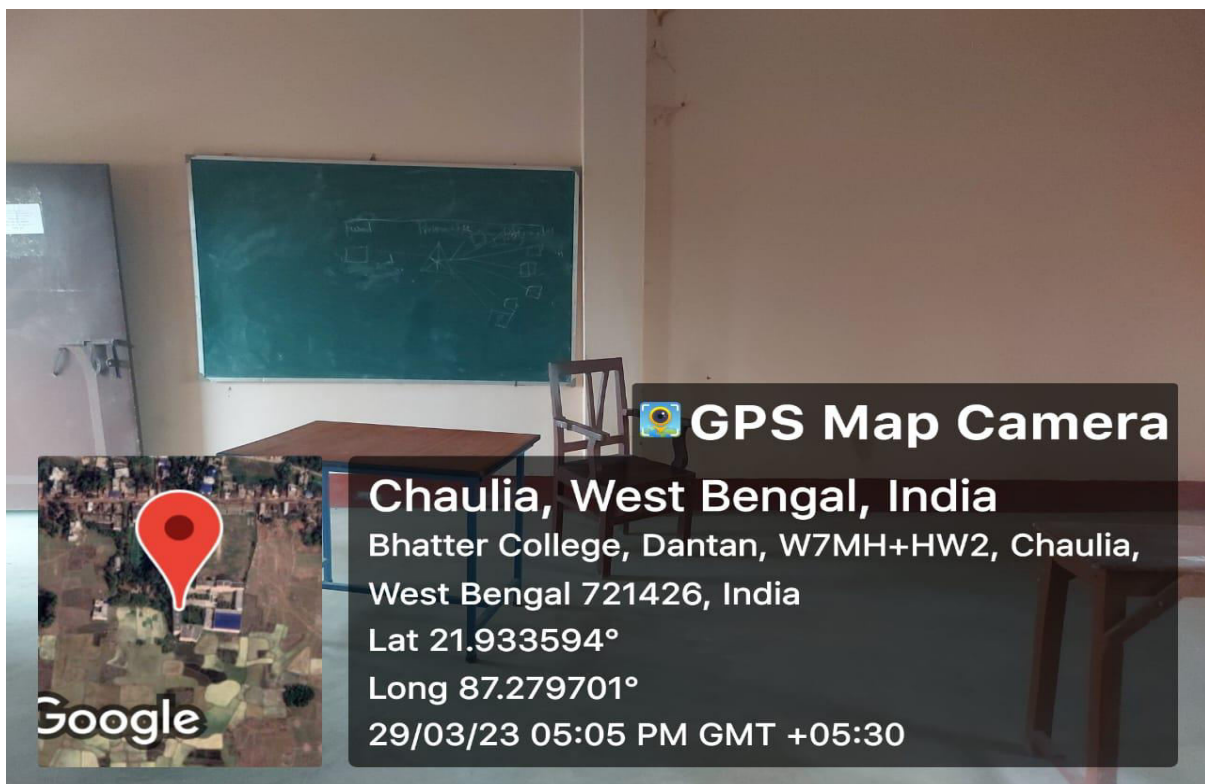 GPS Map Camera
Chaulia, West Bengal, India
Bhatter College, Dantan, W7MH+HW2, Chaulia,
West Bengal 721426, India
Lat 21.933594°
Long 87.279701°
29/03/23 05:05 PM GMT +05:30
Google